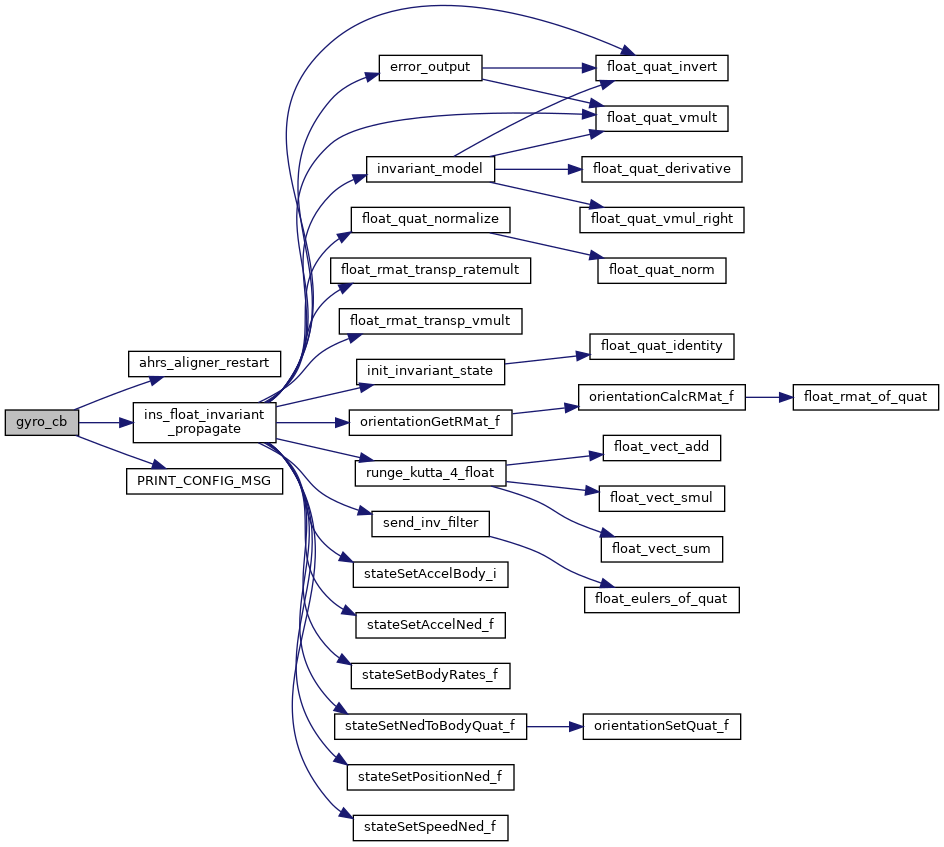 gyro_cb
ahrs_aligner_restart
ins_float_invariant
_propagate
PRINT_CONFIG_MSG
error_output
invariant_model
float_quat_normalize
float_rmat_transp_ratemult
float_rmat_transp_vmult
init_invariant_state
orientationGetRMat_f
runge_kutta_4_float
send_inv_filter
stateSetAccelBody_i
stateSetAccelNed_f
stateSetBodyRates_f
stateSetNedToBodyQuat_f
stateSetPositionNed_f
stateSetSpeedNed_f
float_quat_invert
float_quat_vmult
float_quat_derivative
float_quat_vmul_right
float_quat_norm
float_quat_identity
orientationCalcRMat_f
float_vect_add
float_vect_smul
float_vect_sum
float_eulers_of_quat
orientationSetQuat_f
float_rmat_of_quat